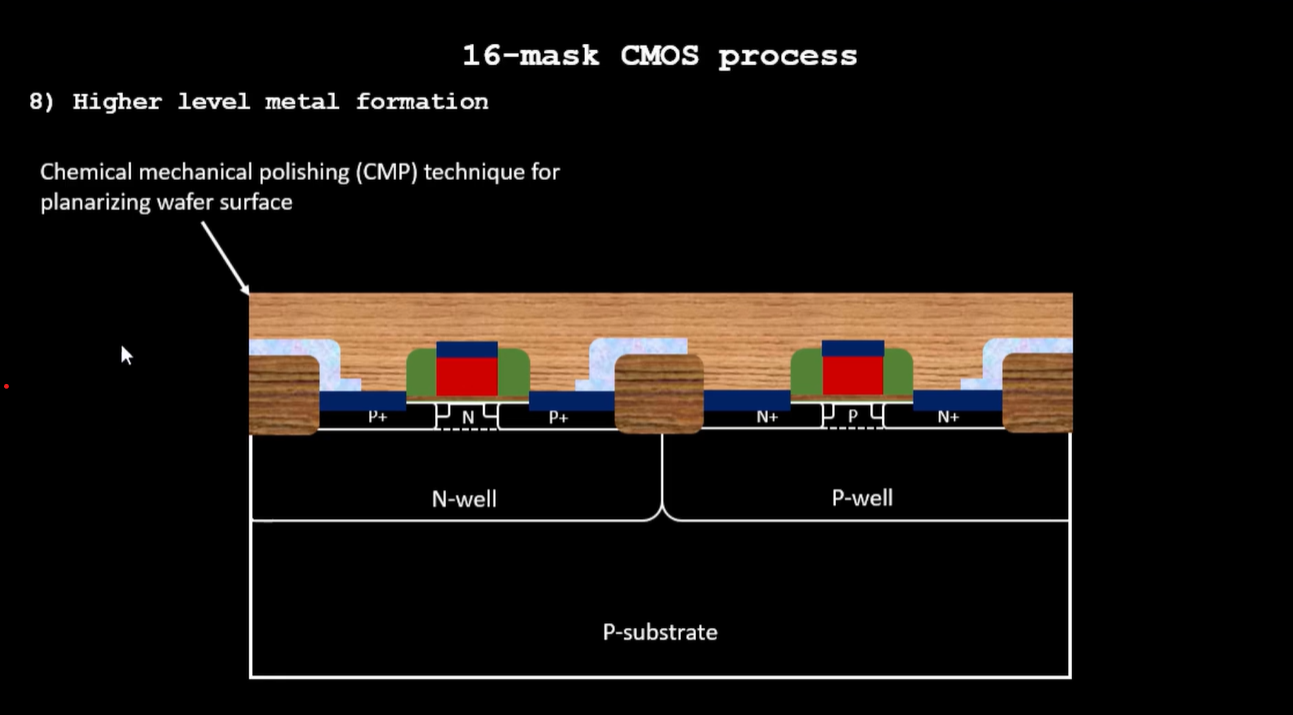 16-mask CMOS process
8) Higher level metal formation
Chemical mechanical polishing (CMP) technique for
planarizing wafer surface
P+
N
P+
N+
P
N+
N-well
P-well
P-substrate